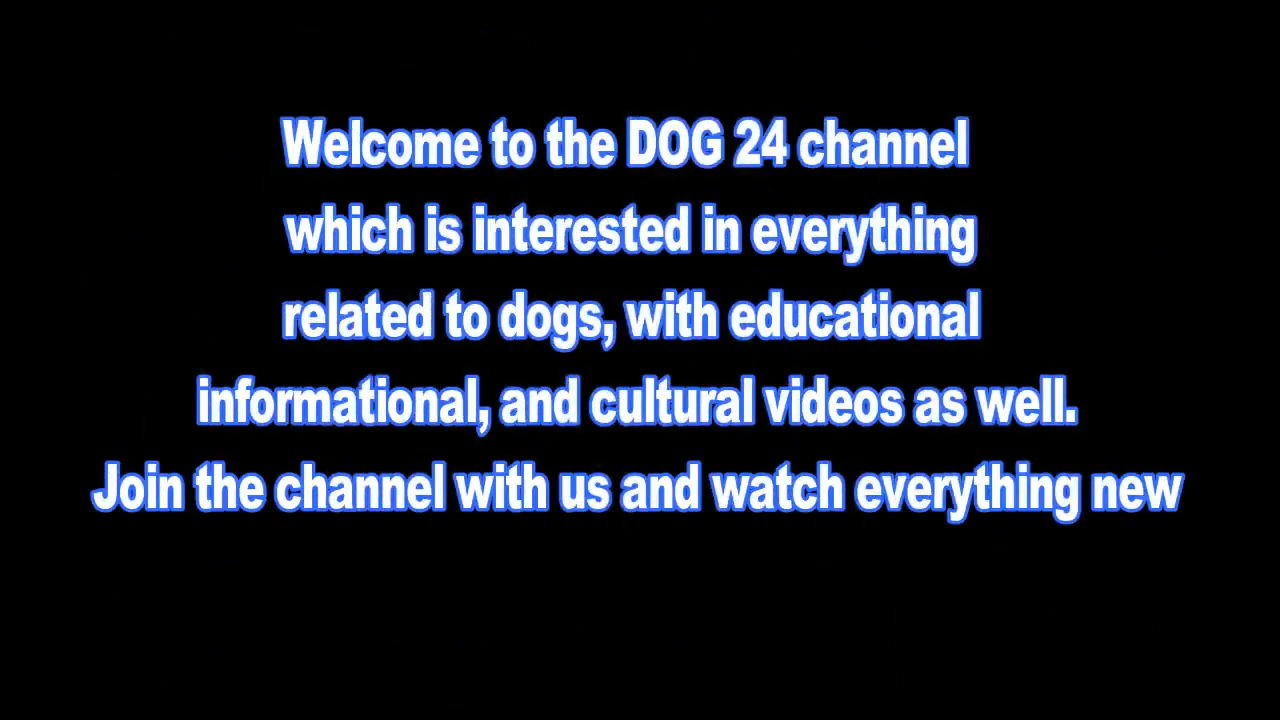 Welcome to the DOG 24 channel
which is interested in everything
related to dogs, with educational
informational, and cultural videos as well.
Join the channel with us and watch everything new